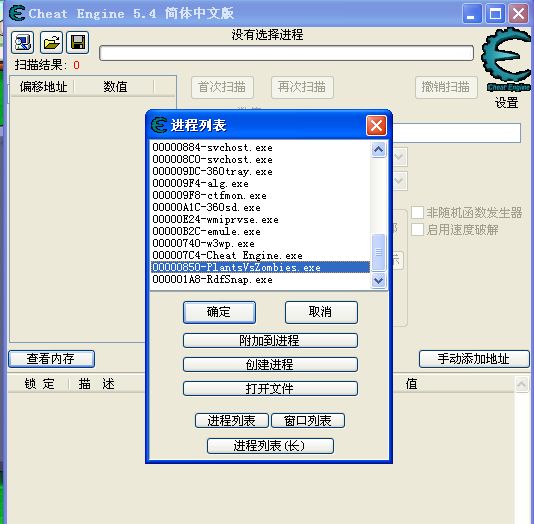 Cheat Engine 5.4 简体中文版
没有选择进程
扫描结果: 0
偏移地址 数值
首次扫描 再次扫描 撤销扫描
Cheat Engine
设置
进程列表
00000884-svchost.exe
000008C0-svchost.exe
000009DC-360tray.exe
000009F4-alg.exe
000009F8-ctfmon.exe
00000A1C-360sd.exe
00000E24-wmiprvse.exe
00000B2C-emule.exe
00000740-w3wp.exe
000007C4-Cheat Engine.exe
00000850-PlantsVsZombies.exe
000001A8-RdfSnap.exe
非随机函数发生器
启用速度破解
确定 取消
附加到进程
创建进程
打开文件
进程列表 窗口列表
进程列表(长)
查看内存 手动添加地址
锁定 描述 值